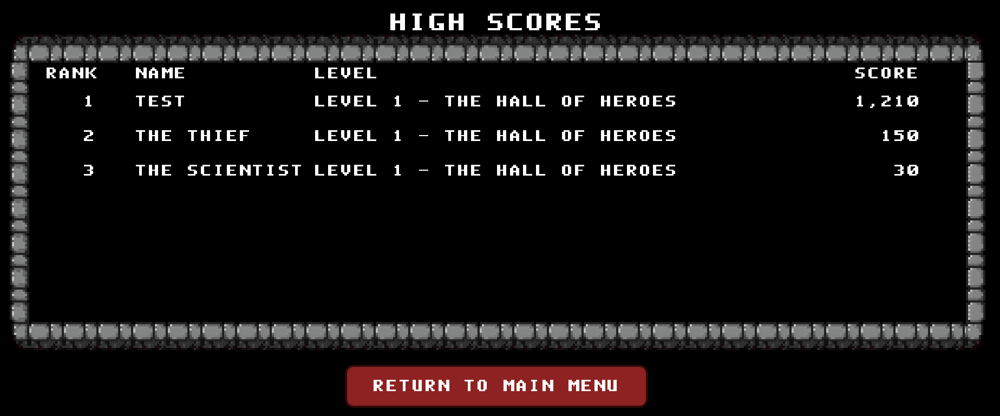 HIGH SCORES
RANK NAME LEVEL SCORE
1 TEST LEVEL 1 - THE HALL OF HEROES 1,210
2 THE THIEF LEVEL 1 - THE HALL OF HEROES 150
3 THE SCIENTIST LEVEL 1 - THE HALL OF HEROES 30
RETURN TO MAIN MENU